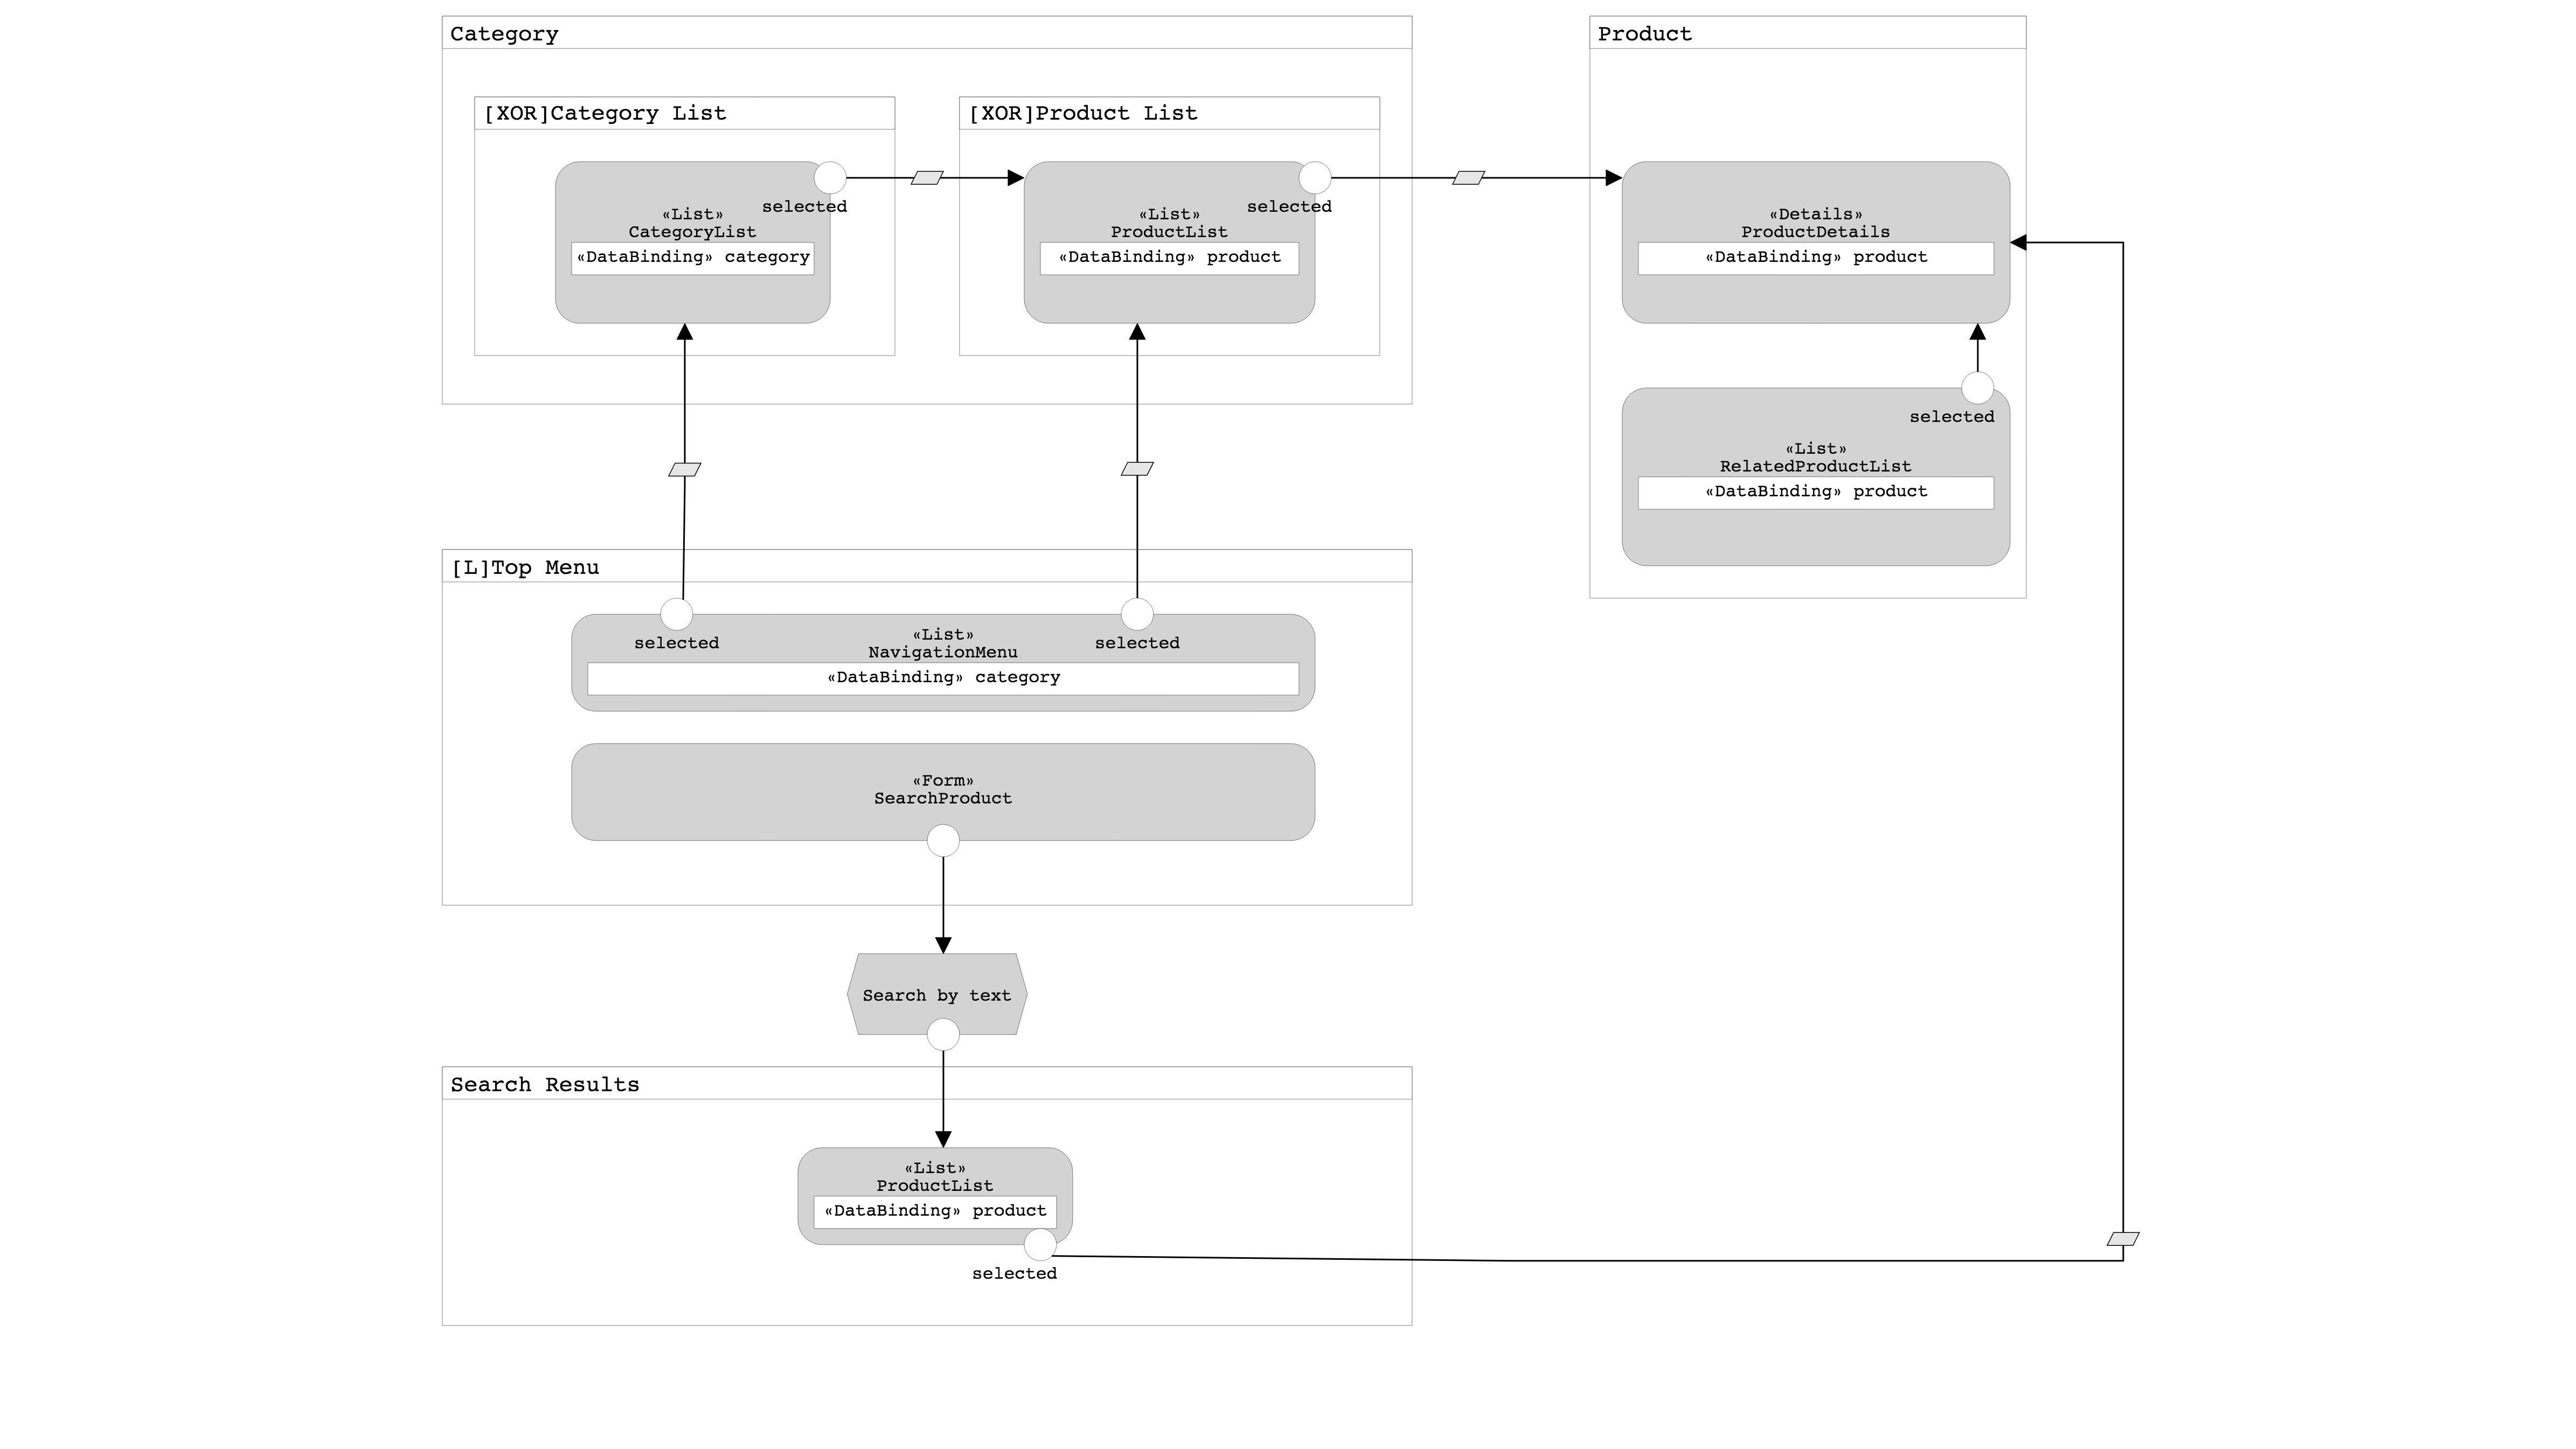 Category
[XOR]Category List
selected
«List»
CategoryList
«DataBinding» category
[XOR]Product List
selected
«List»
ProductList
«DataBinding» product
Product
«Details»
ProductDetails
«DataBinding» product
selected
«List»
RelatedProductList
«DataBinding» product
[L]Top Menu
selected
«List»
NavigationMenu
selected
«DataBinding» category
«Form»
SearchProduct
Search by text
Search Results
«List»
ProductList
«DataBinding» product
selected